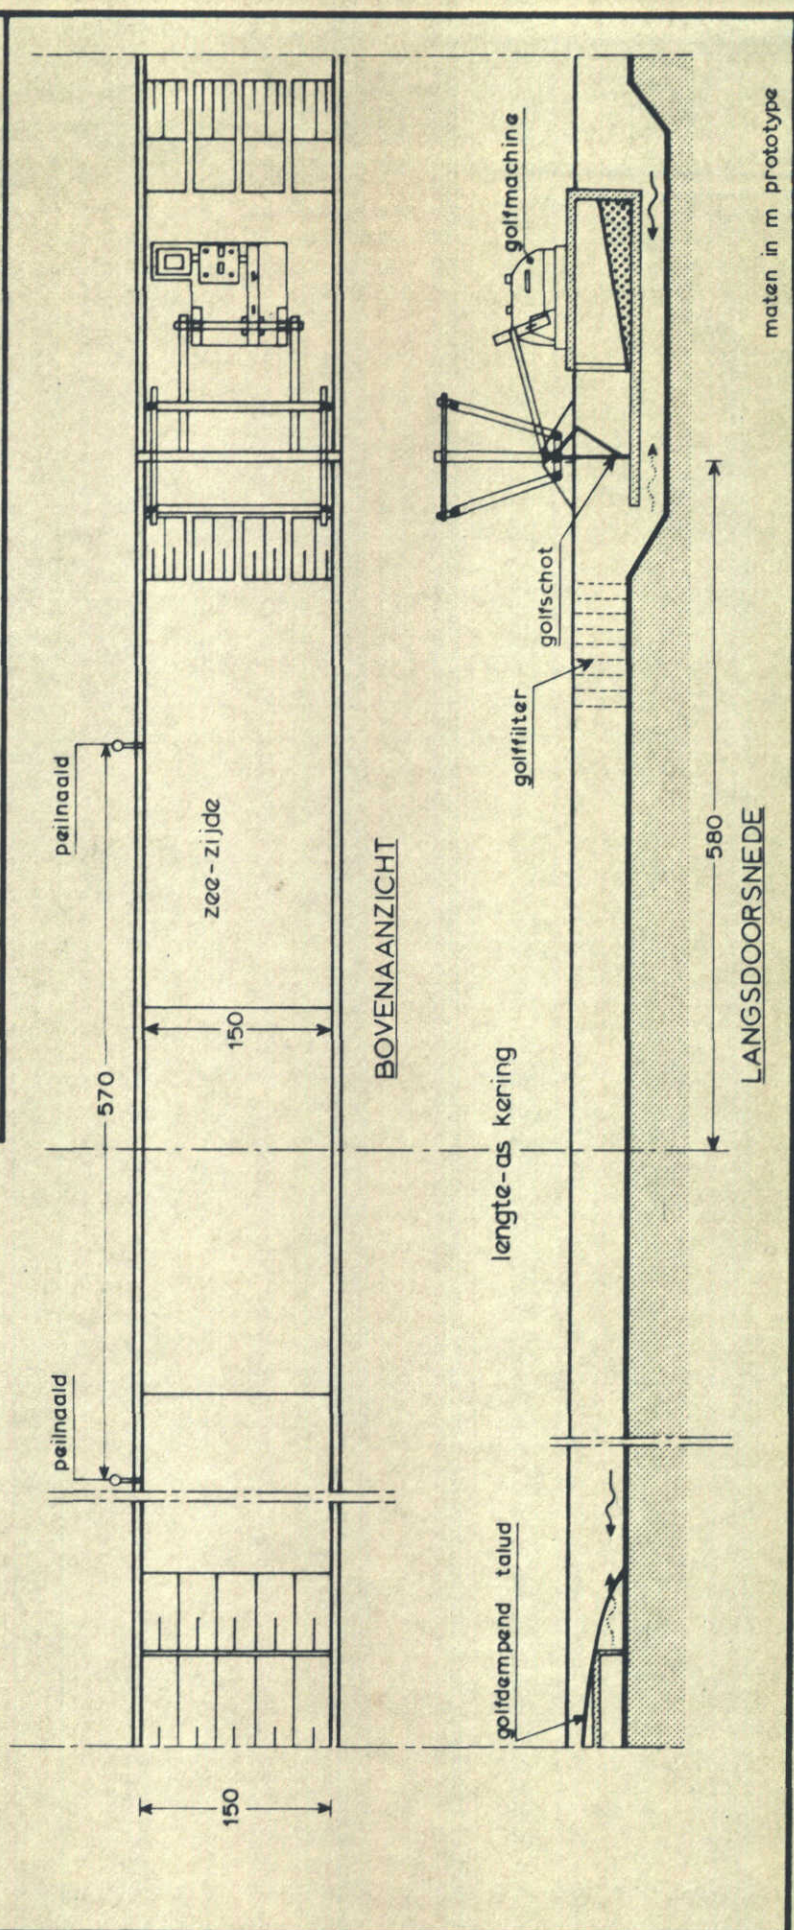 peilnaald
peilnaald
570
150
zee-zijde
150
BOVENAANZICHT
golfdempend talud
lengte-as kering
golffilter
golfschot
golfmachine
580
LANGSDOORSNEDE
maten in m prototype